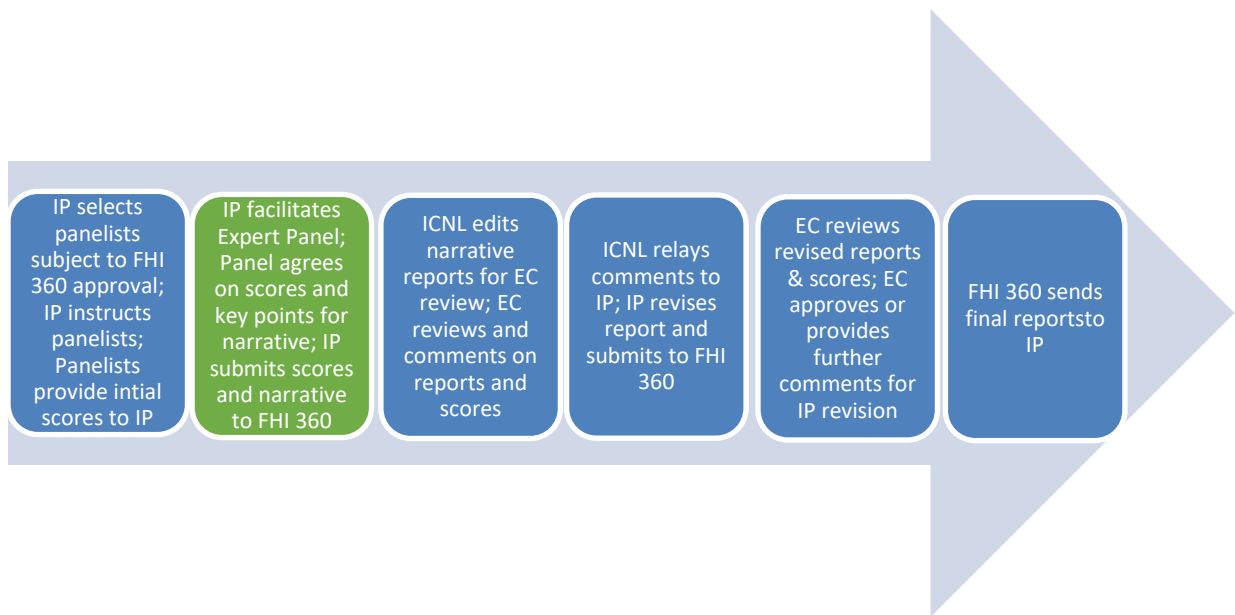 IP selects
panelists
subject to FHI
360 approval;
IP instructs
panelists;
Panelists
provide intial
scores to IP
IP facilitates
Expert Panel;
Panel agrees
on scores and
key points for
narrative; IP
submits scores
and narrative
to FHI 360
ICNL edits
narrative
reports for EC
review; EC
reviews and
comments on
reports and
scores
ICNL relays
comments to
IP; IP revises
report and
submits to FHI
360
EC reviews
revised reports
& scores; EC
approves or
provides
further
comments for
IP revision
FHI 360 sends
final reportsto
IP